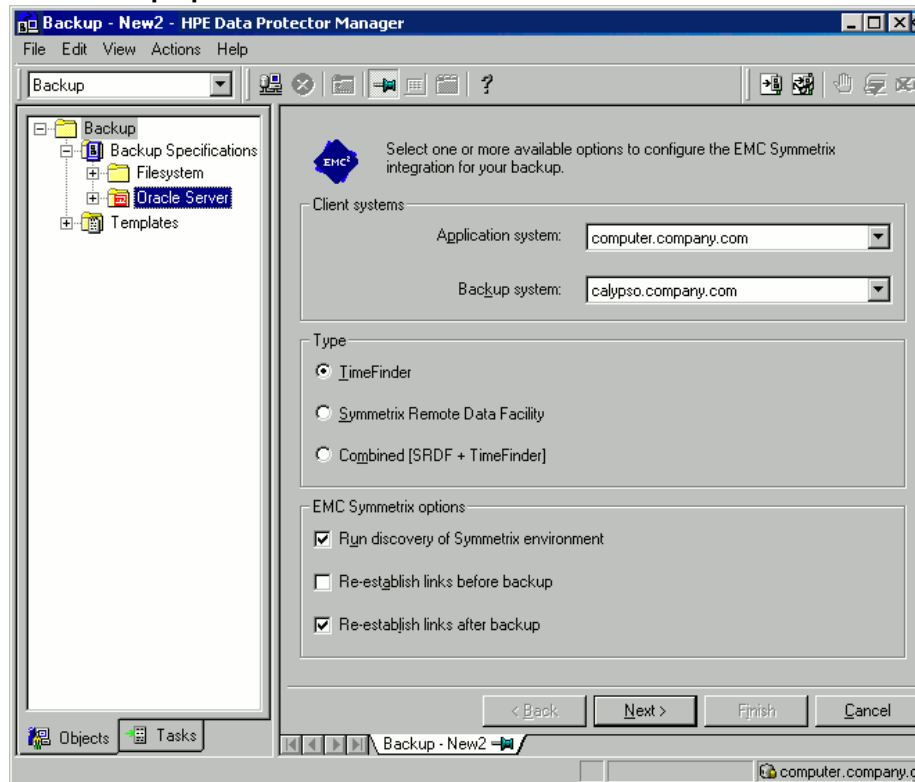 Backup - New2 - HPE Data Protector Manager
File Edit View Actions Help
Backup
?
Backup
Backup Specifications
Filesystem
Oracle Server
Templates
EMC²
Select one or more available options to configure the EMC Symmetrix
integration for your backup.
Client systems
Application system: computer.company.com
Backup system: calypso.company.com
Type
TimeFinder
Symmetrix Remote Data Facility
Combined [SRDF + TimeFinder]
EMC Symmetrix options
Run discovery of Symmetrix environment
Re-establish links before backup
Re-establish links after backup
< Back Next > Finish Cancel
Objects Tasks
Backup - New2
computer.company.c